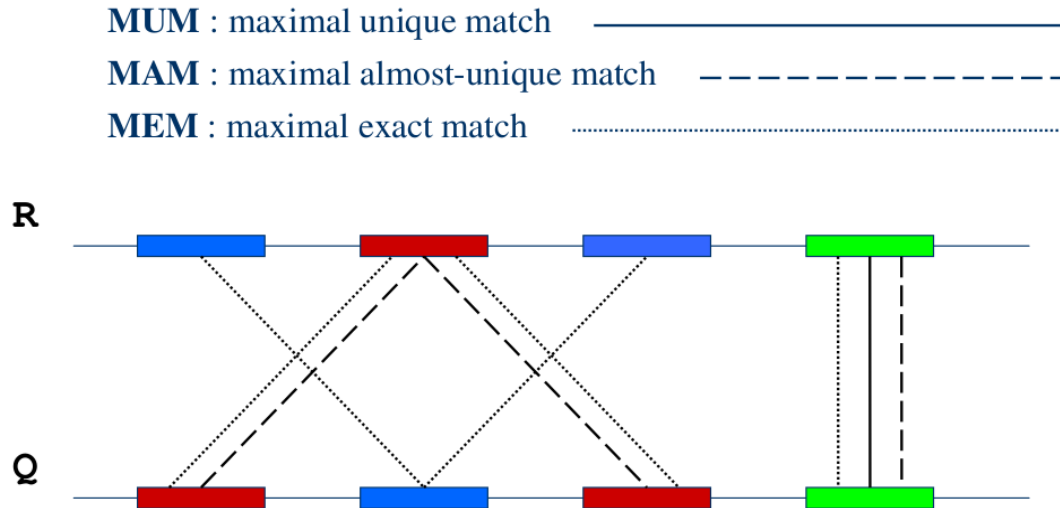 MUM : maximal unique match
MAM : maximal almost-unique match
MEM : maximal exact match
R
Q